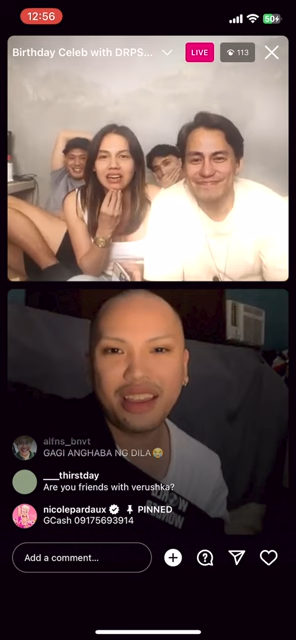 12:56
50
Birthday Celeb with DRPS...
LIVE
113
alfns_bnvt
GAGI ANGHABA NG DILA😭
___thirstday
Are you friends with verushka?
nicolepardaux PINNED
GCash 09175693914
Add a comment...